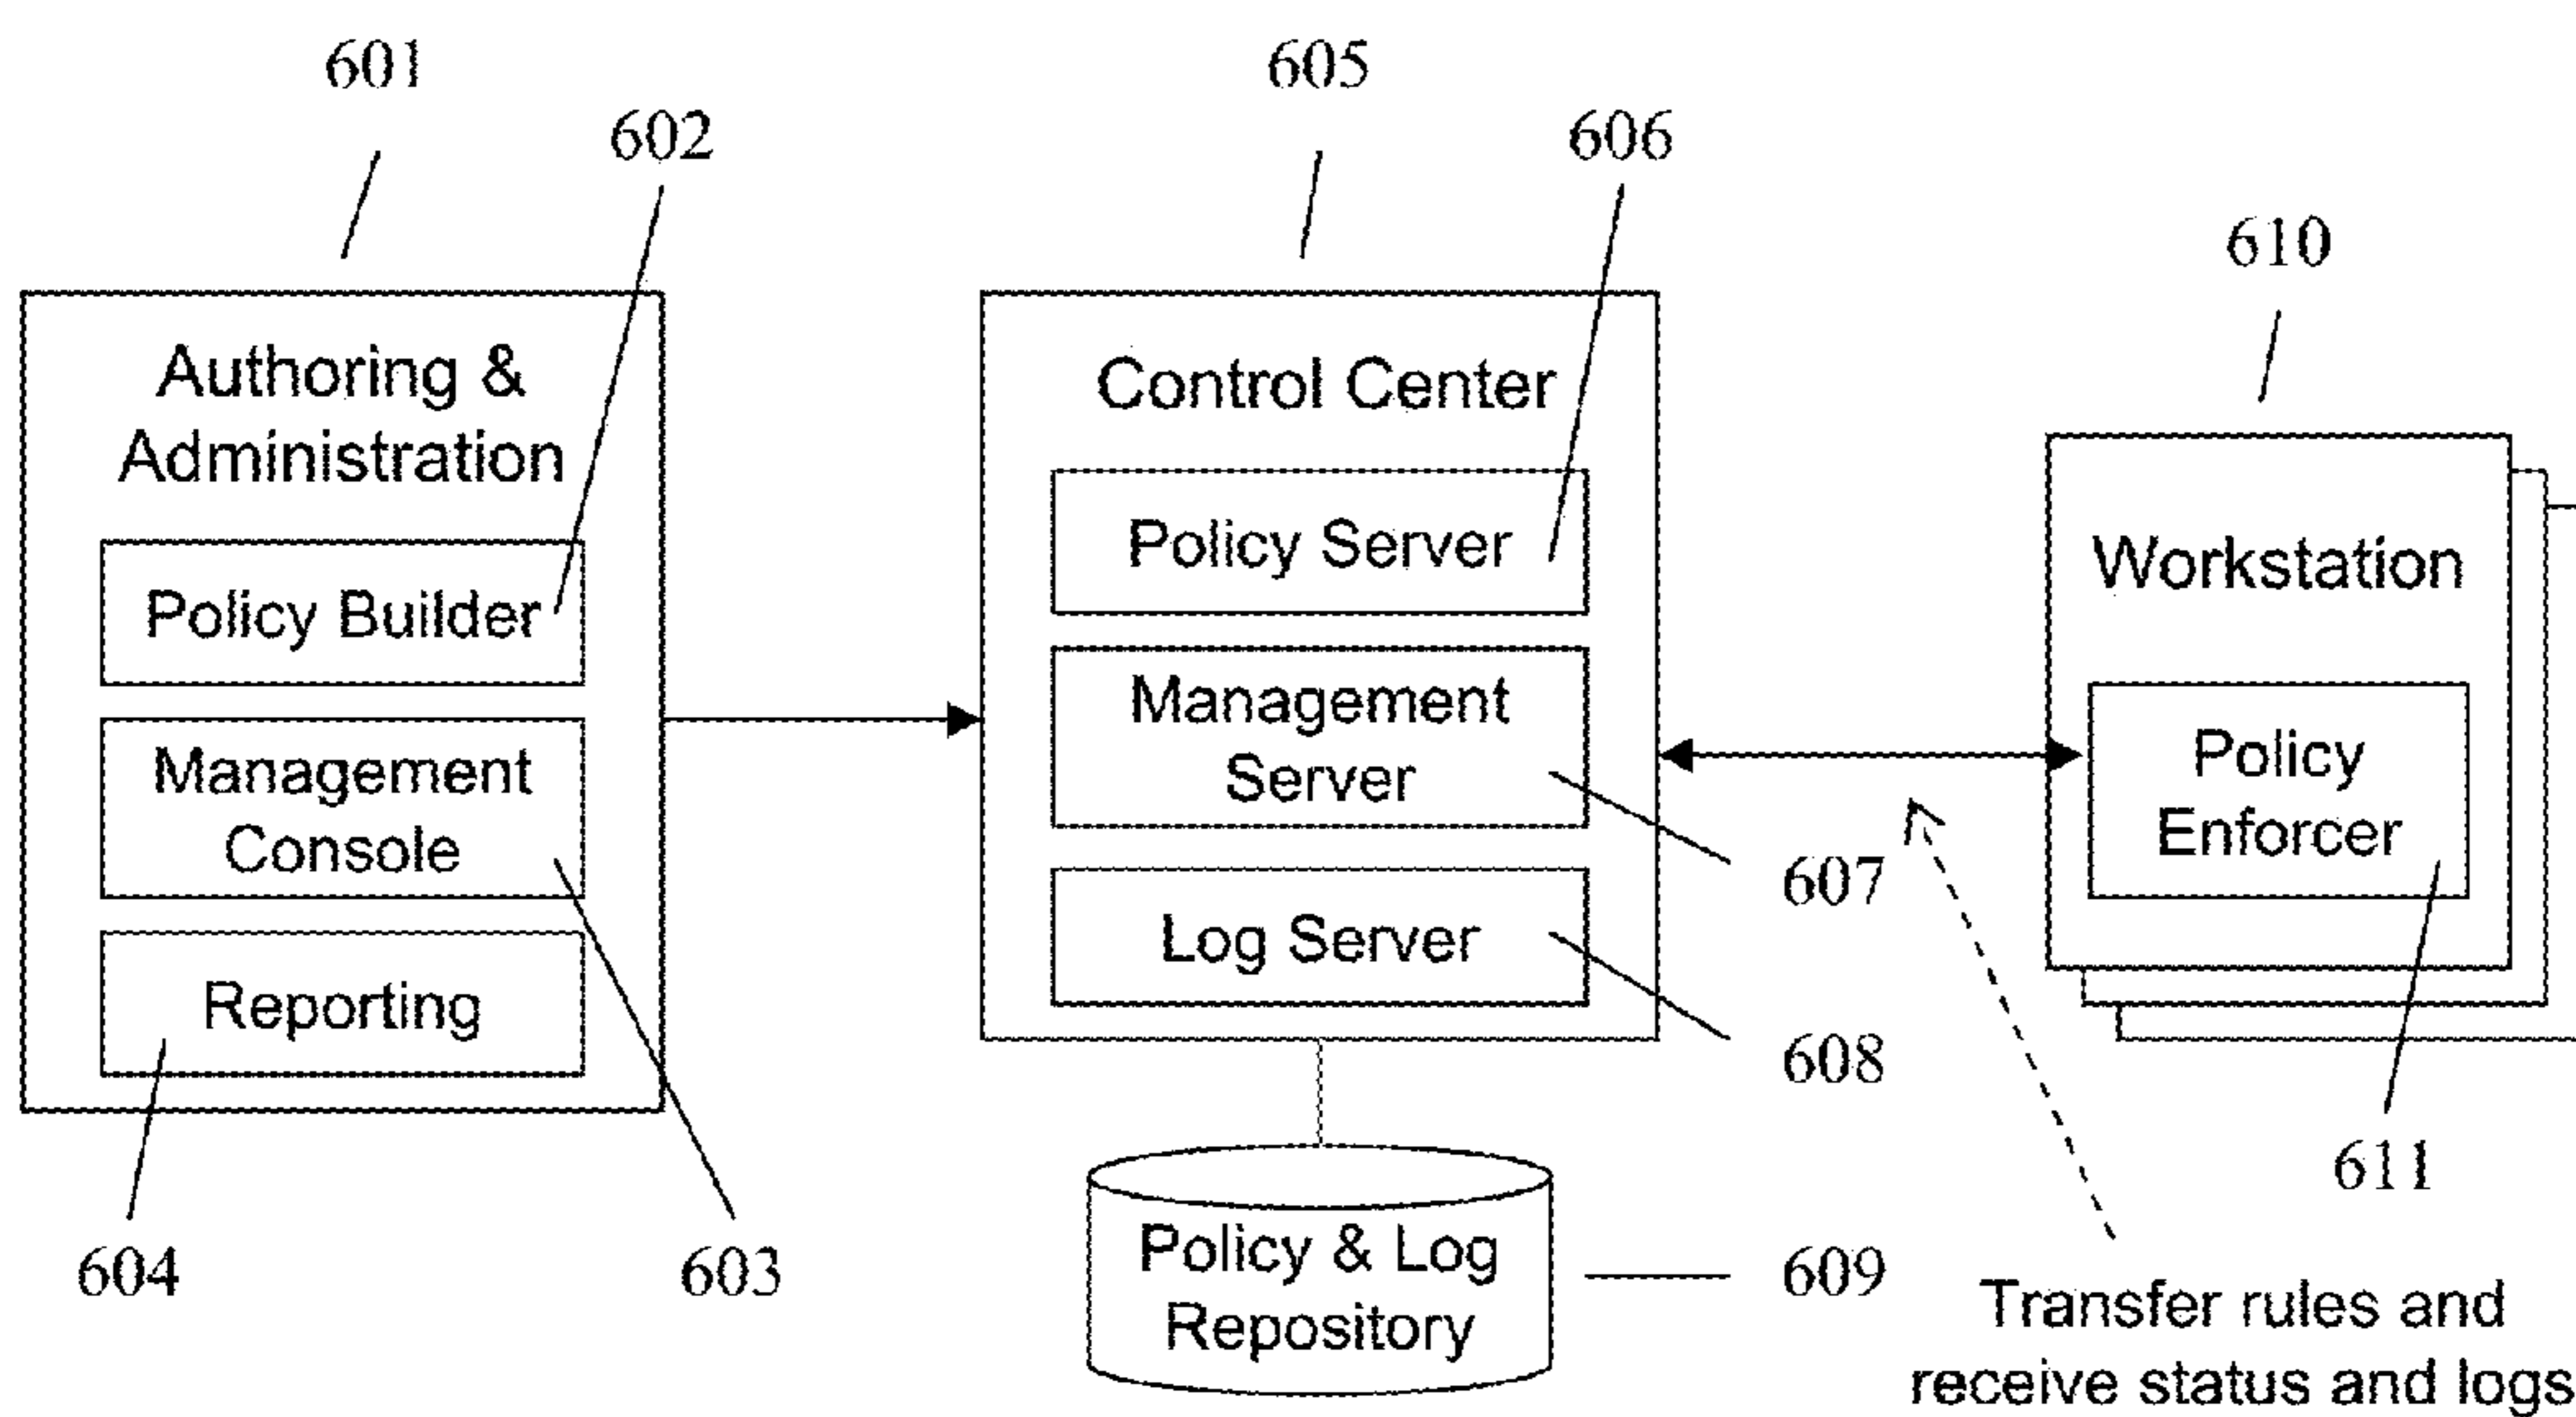 601
602
605
606
610
Authoring &
Administration
Policy Builder
Management
Console
Reporting
604
603
Control Center
Policy Server
Management
Server
Log Server
607
608
Policy & Log
Repository
609
Workstation
Policy
Enforcer
611
Transfer rules and
receive status and logs